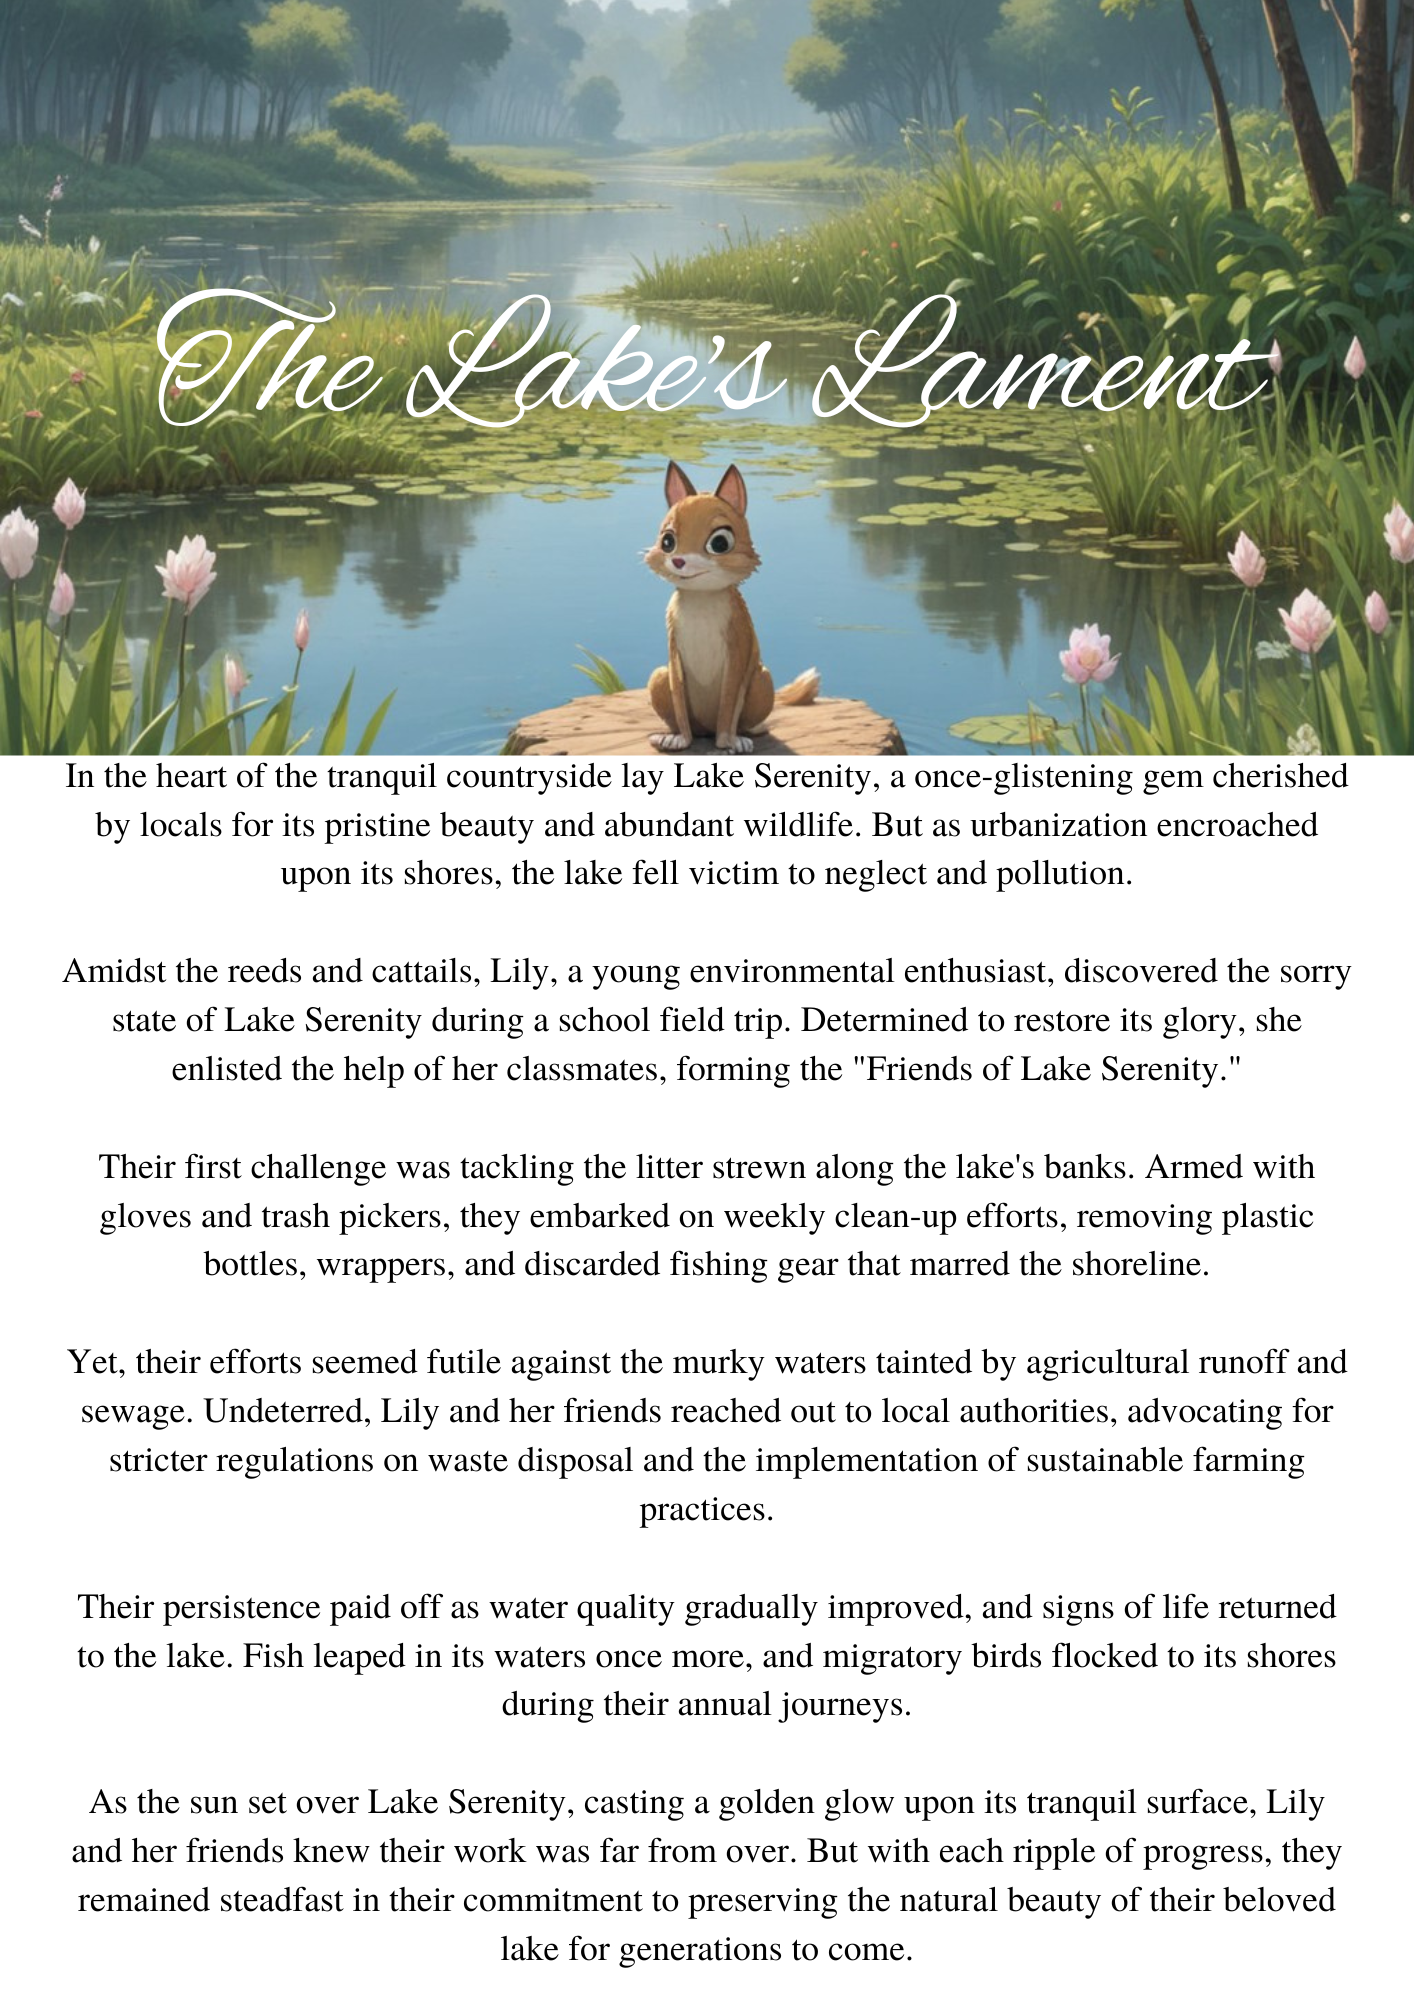 The Lake's Lament
In the heart of the tranquil countryside lay Lake Serenity, a once-glistening gem cherished
by locals for its pristine beauty and abundant wildlife. But as urbanization encroached
upon its shores, the lake fell victim to neglect and pollution.
Amidst the reeds and cattails, Lily, a young environmental enthusiast, discovered the sorry
state of Lake Serenity during a school field trip. Determined to restore its glory, she
enlisted the help of her classmates, forming the "Friends of Lake Serenity."
Their first challenge was tackling the litter strewn along the lake's banks. Armed with
gloves and trash pickers, they embarked on weekly clean-up efforts, removing plastic
bottles, wrappers, and discarded fishing gear that marred the shoreline.
Yet, their efforts seemed futile against the murky waters tainted by agricultural runoff and
sewage. Undeterred, Lily and her friends reached out to local authorities, advocating for
stricter regulations on waste disposal and the implementation of sustainable farming
practices.
Their persistence paid off as water quality gradually improved, and signs of life returned
to the lake. Fish leaped in its waters once more, and migratory birds flocked to its shores
during their annual journeys.
As the sun set over Lake Serenity, casting a golden glow upon its tranquil surface, Lily
and her friends knew their work was far from over. But with each ripple of progress, they
remained steadfast in their commitment to preserving the natural beauty of their beloved
lake for generations to come.